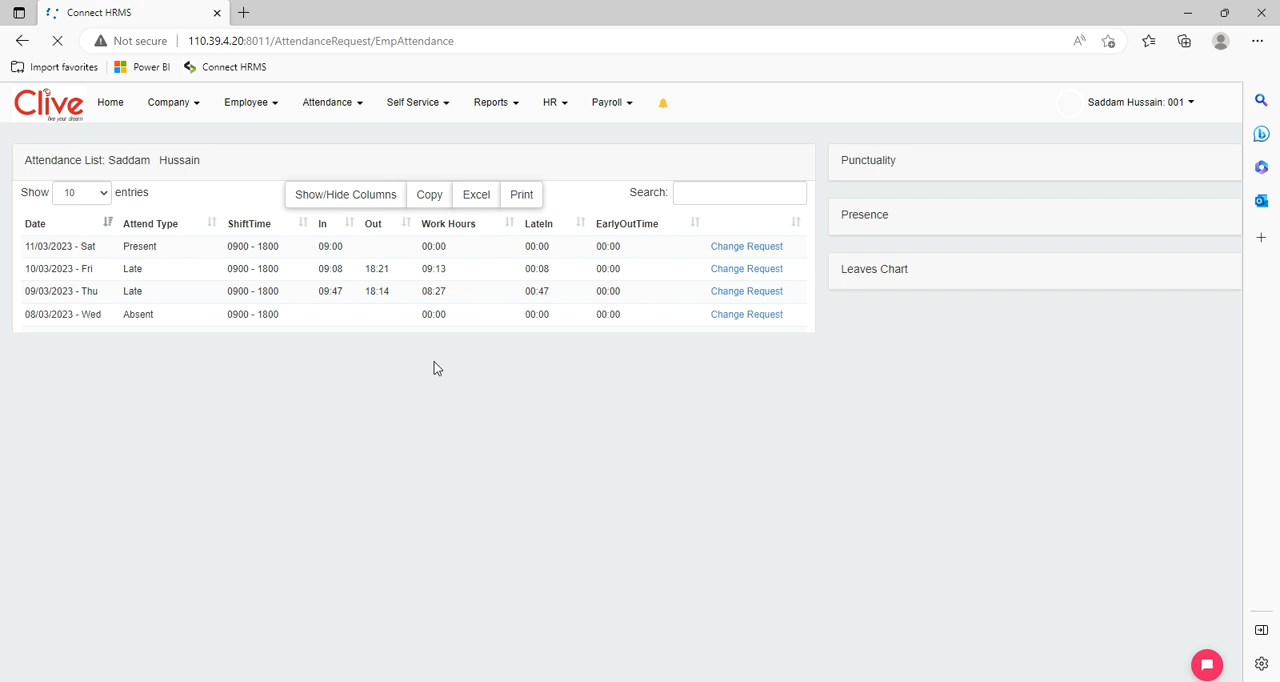 Connect HRMS
Not secure 110.39.4.20:8011/AttendanceRequest/EmpAttendance
Import favorites Power BI Connect HRMS
Clive Home Company Employee Attendance Self Service Reports HR Payroll Saddam Hussain: 001
live your dream
Attendance List: Saddam Hussain
Show 10 entries Show/Hide Columns Copy Excel Print Search:
Date Attend Type ShiftTime In Out Work Hours LateIn EarlyOutTime
11/03/2023 - Sat Present 0900 - 1800 09:00 00:00 00:00 00:00 Change Request
10/03/2023 - Fri Late 0900 - 1800 09:08 18:21 09:13 00:08 00:00 Change Request
09/03/2023 - Thu Late 0900 - 1800 09:47 18:14 08:27 00:47 00:00 Change Request
08/03/2023 - Wed Absent 0900 - 1800 00:00 00:00 00:00 Change Request
Punctuality
Presence
Leaves Chart